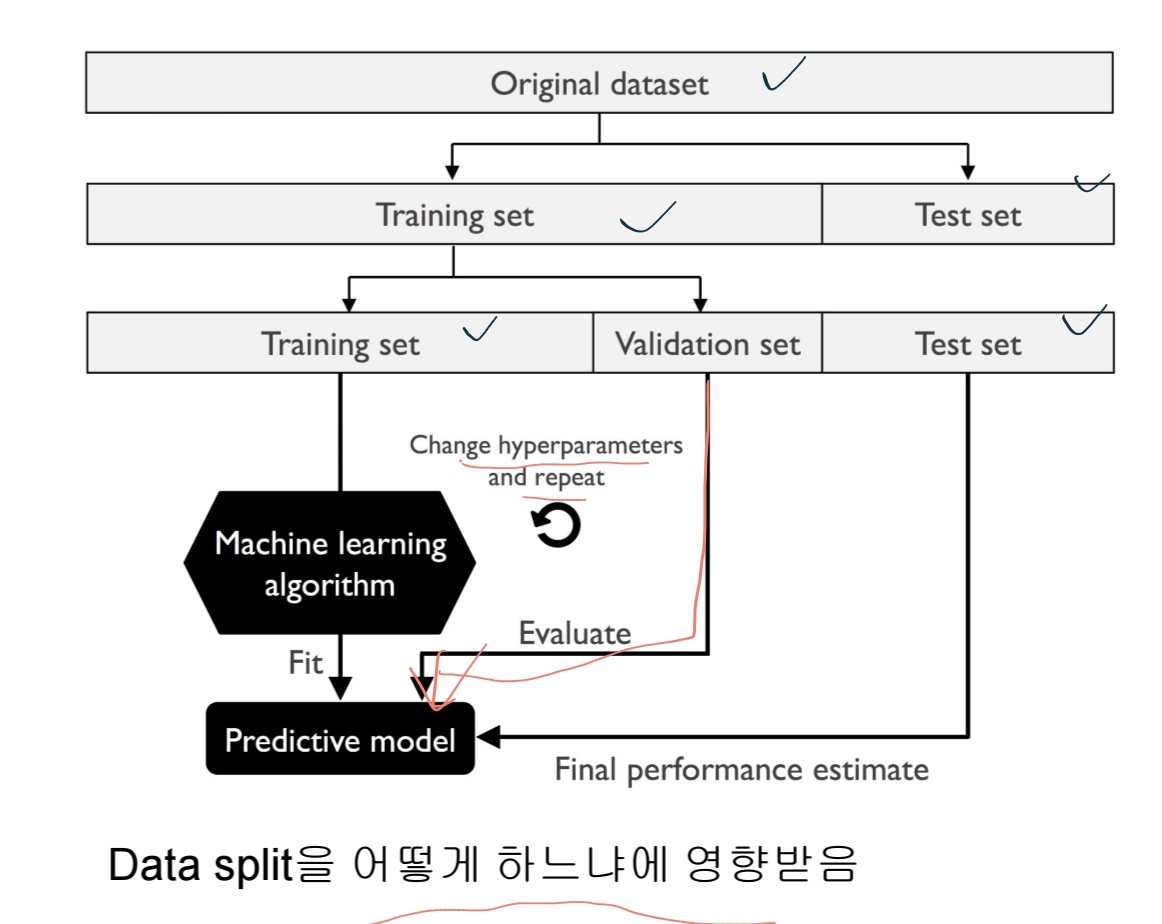 Original dataset
Training set Test set
Training set Validation set Test set
Change hyperparameters
and repeat
Machine learning
algorithm
Evaluate
Fit
Predictive model
Final performance estimate
Data split을 어떻게 하느냐에 영향받음